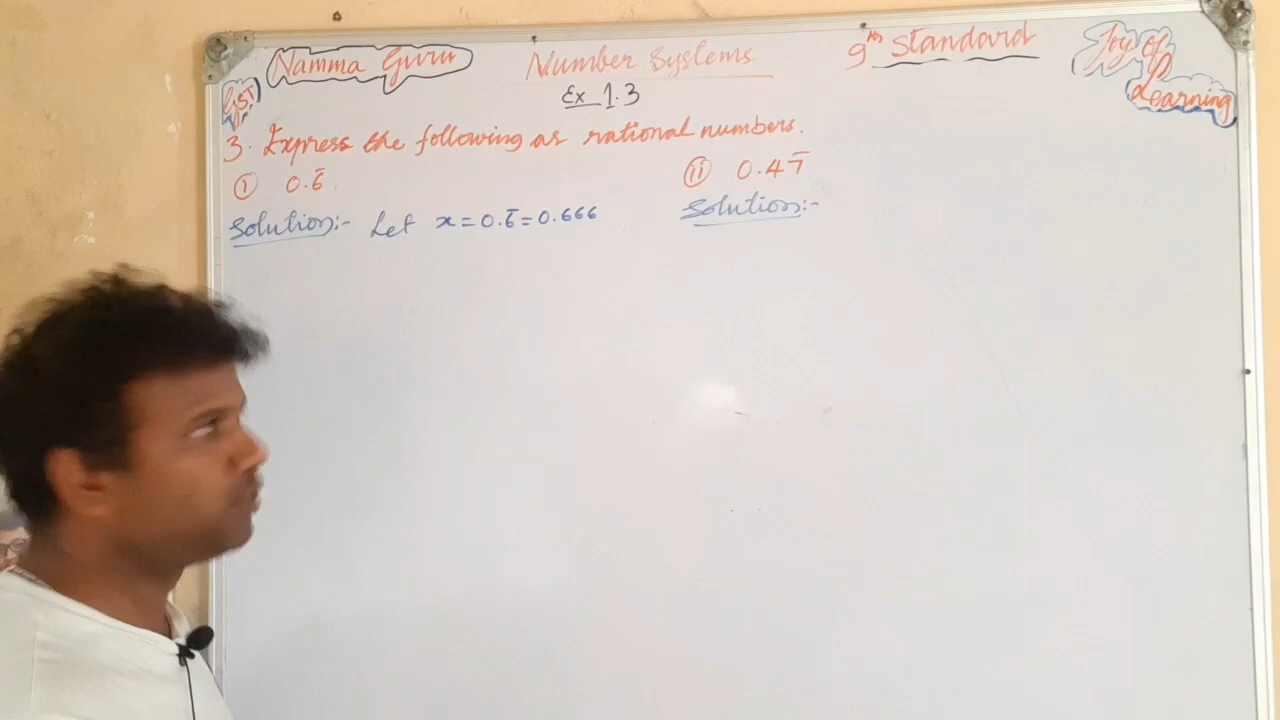 Namma Guru
Number Systems
9th Standard
Joy Of Learning
GST
Ex 1.3
3. Express the following as rational numbers.
(i) 0.6̅
(ii) 0.47̅
Solution:- Let x = 0.6̅ = 0.666
Solution:-